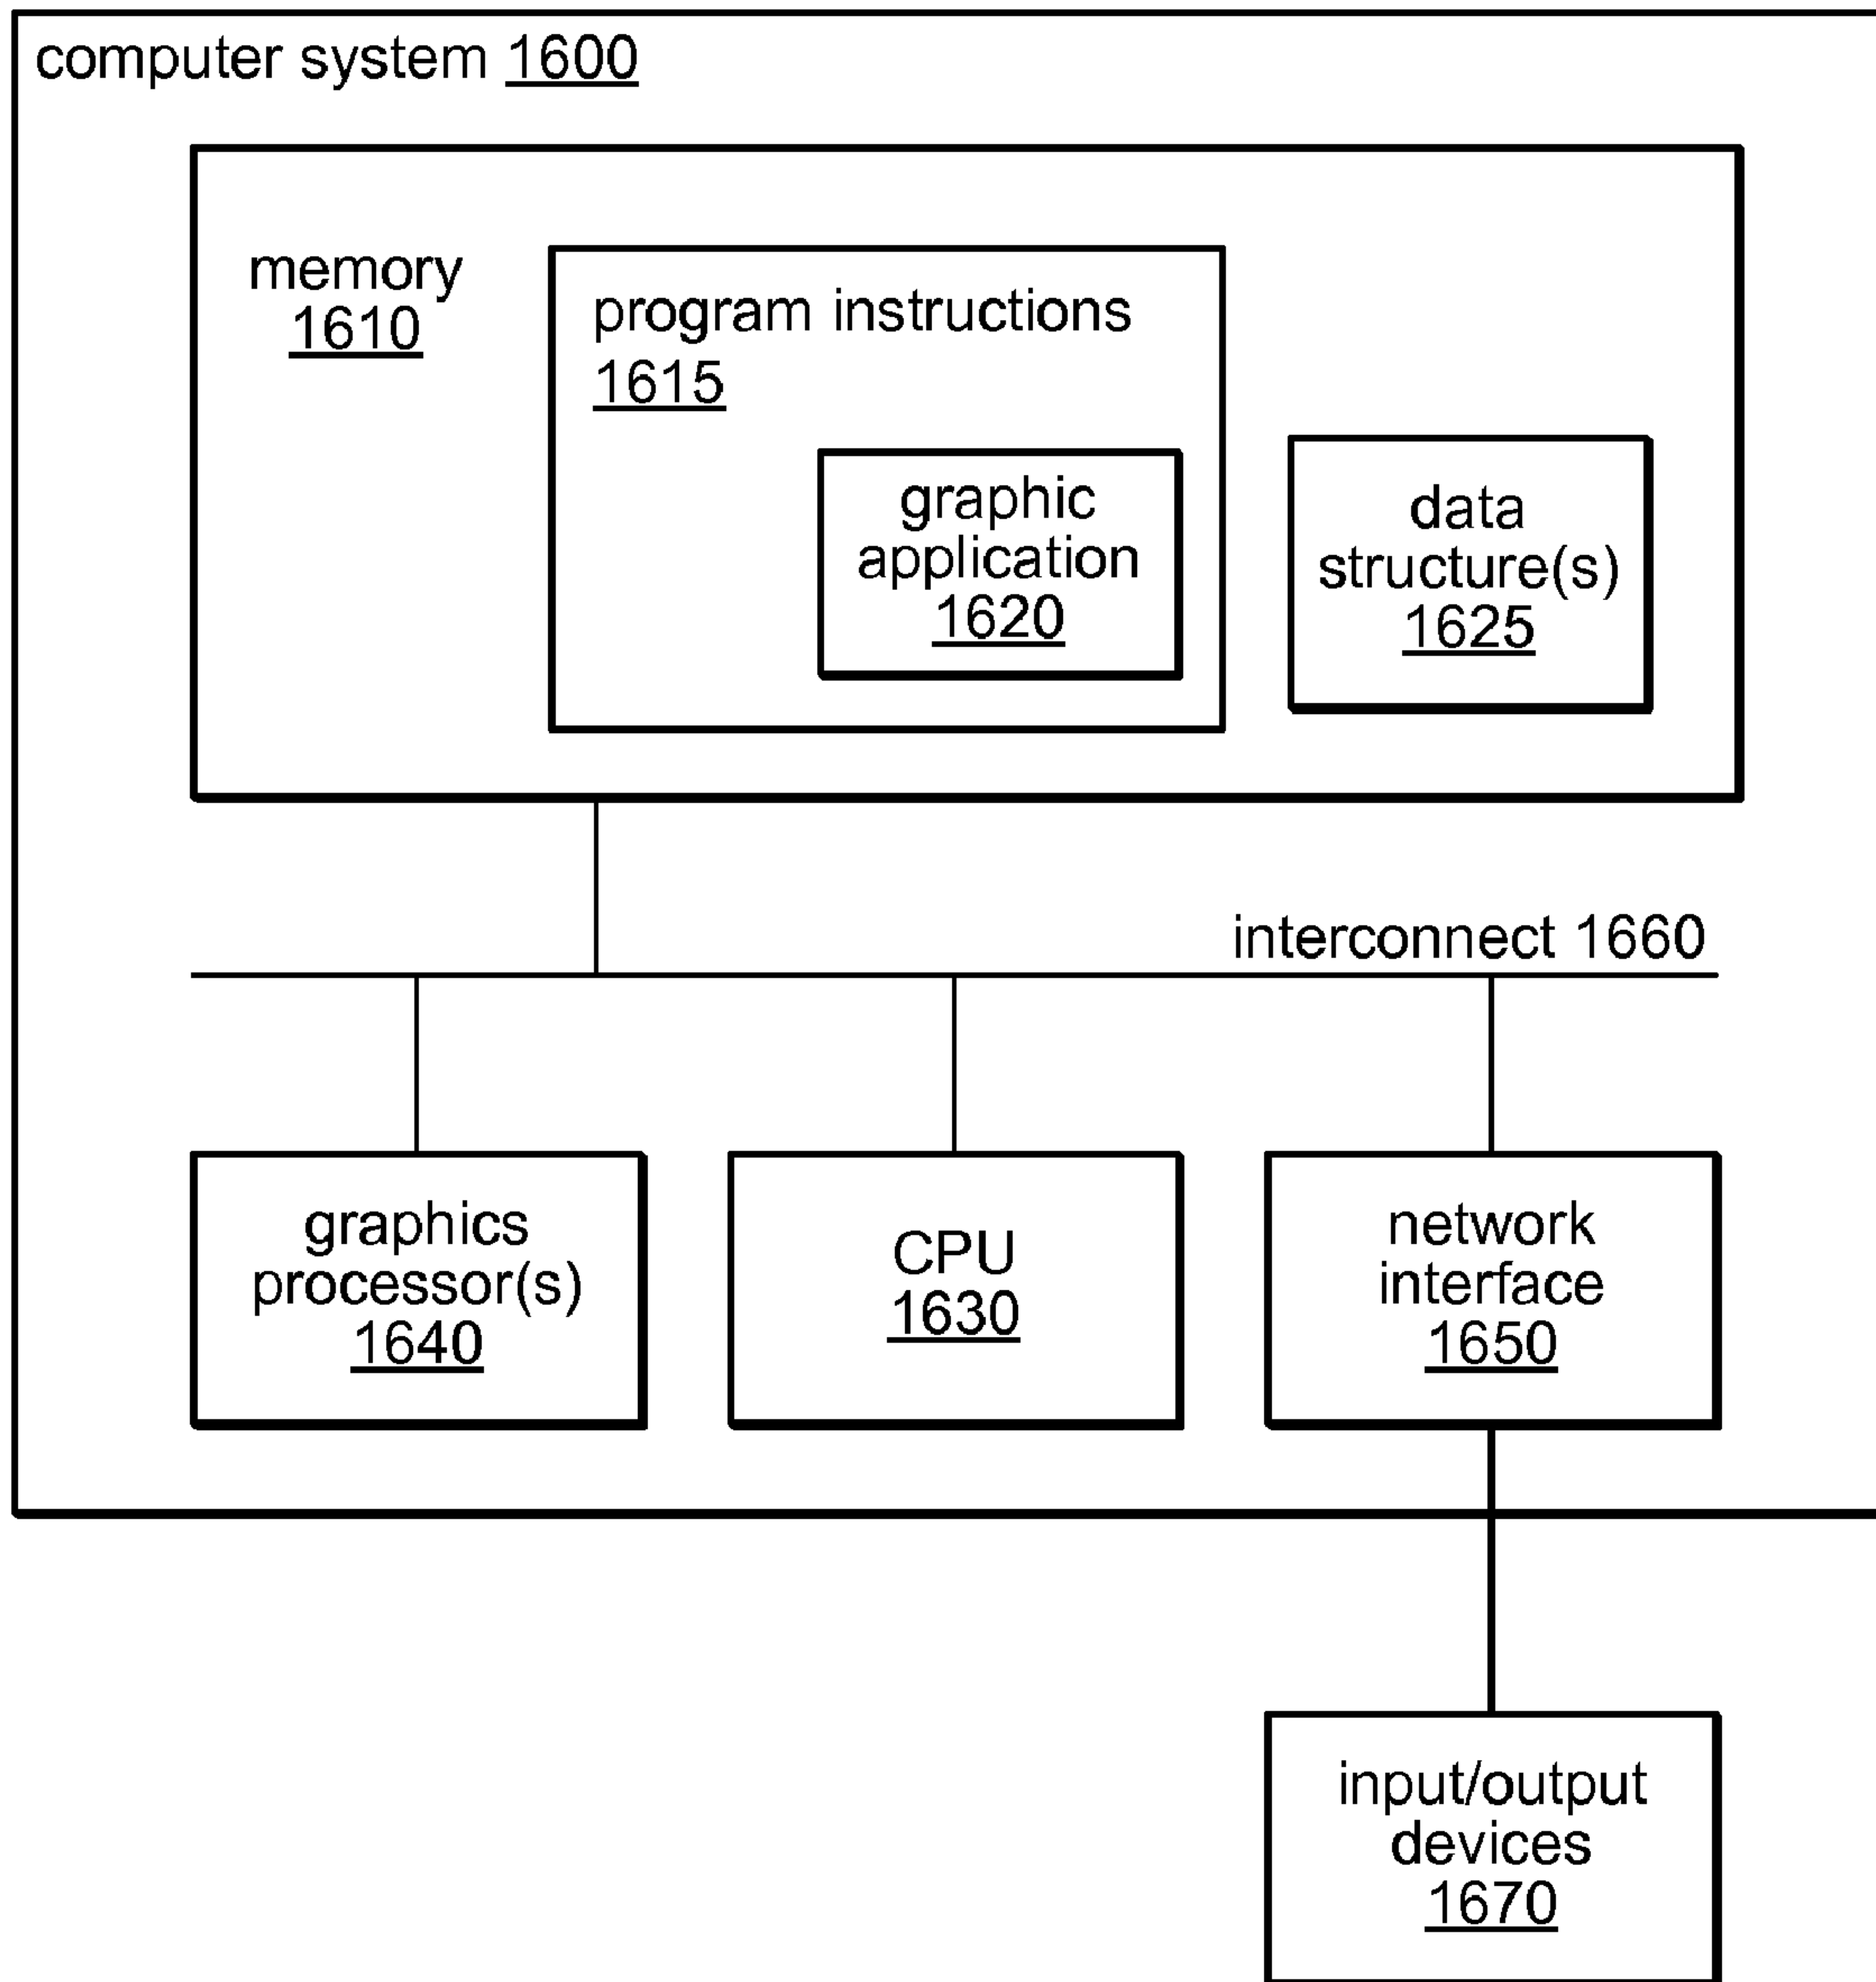 computer system 1600
memory
1610
program instructions
1615
graphic
application
1620
data
structure(s)
1625
interconnect 1660
graphics
processor(s)
1640
CPU
1630
network
interface
1650
input/output
devices
1670